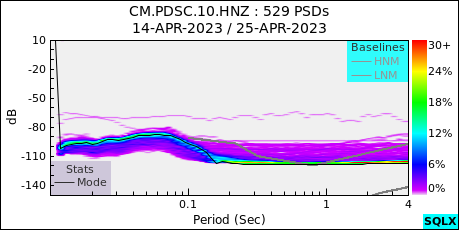 CM.PDSC.10.HNZ : 529 PSDs
14-APR-2023 / 25-APR-2023
10
-20
-50
-80
-110
-140
dB
Baselines
HNM
LNM
Stats
Mode
30+
24%
18%
12%
6%
0%
0.1
1
4
Period (Sec)
SQLX